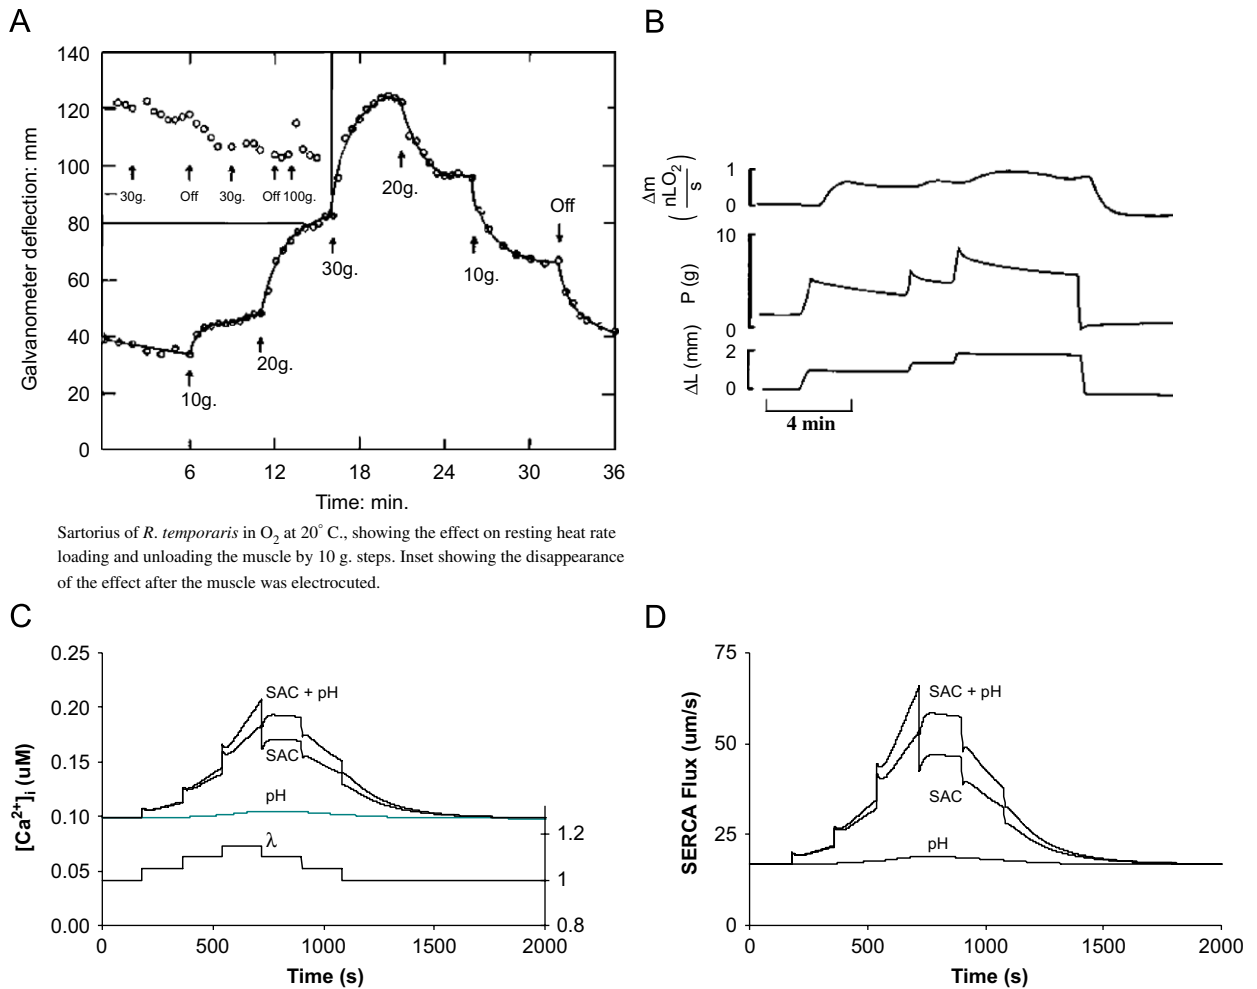 A
B
140
120
100
80
60
40
20
0
Galvanometer deflection: mm
30g.
Off
30g.
Off
100g.
10g.
20g.
30g.
20g.
10g.
Off
6
12
18
24
30
36
Time: min.
Sartorius of R. temporaris in O2 at 20° C., showing the effect on resting heat rate
loading and unloading the muscle by 10 g. steps. Inset showing the disappearance
of the effect after the muscle was electrocuted.
Δm
( nLO2 / s )
1
0
P (g)
10
0
ΔL (mm)
2
0
4 min
C
D
[Ca2+]i (uM)
0.25
0.20
0.15
0.10
0.05
0.00
SAC + pH
SAC
pH
λ
1.2
1
0.8
0
500
1000
1500
2000
Time (s)
SERCA Flux (um/s)
75
50
25
0
SAC + pH
SAC
pH
0
500
1000
1500
2000
Time (s)